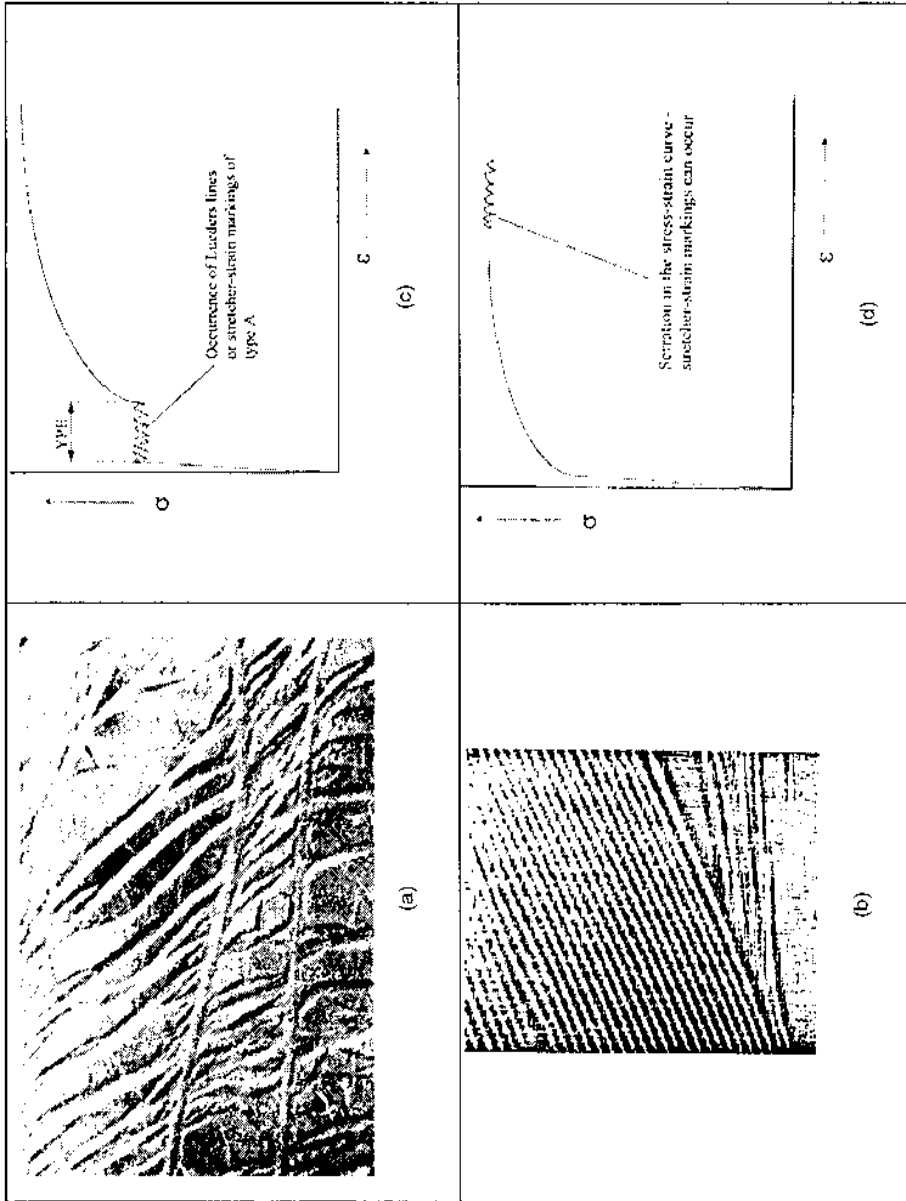 (a)
σ
YPE
Occurrence of Lueders lines
or stretcher-strain markings of
type A
ε
(c)
(b)
σ
Serration in the stress-strain curve -
stretcher-strain markings can occur
ε
(d)